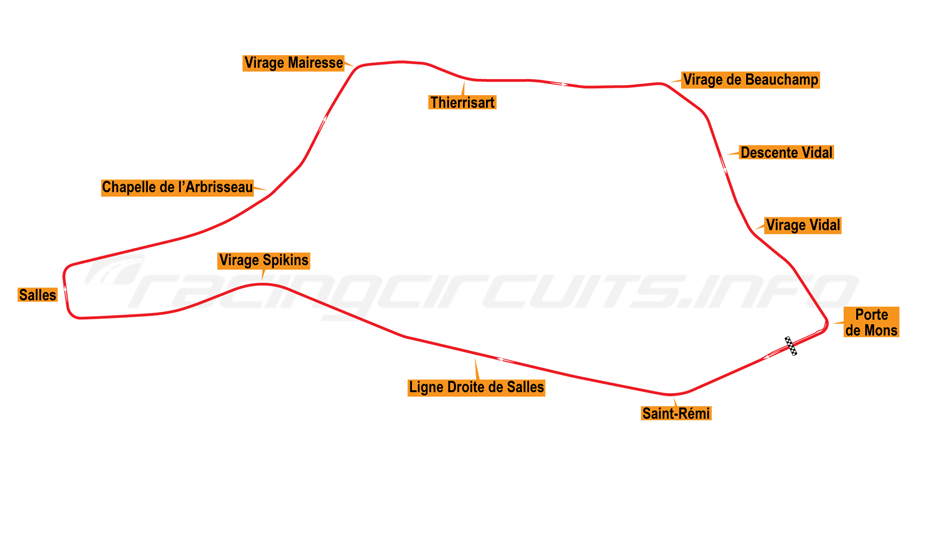 Virage Mairesse
Virage de Beauchamp
Thierrisart
Descente Vidal
Chapelle de l’Arbrisseau
Virage Vidal
Virage Spikins
racingcircuits.info
Salles
Porte
de Mons
Ligne Droite de Salles
Saint-Rémi